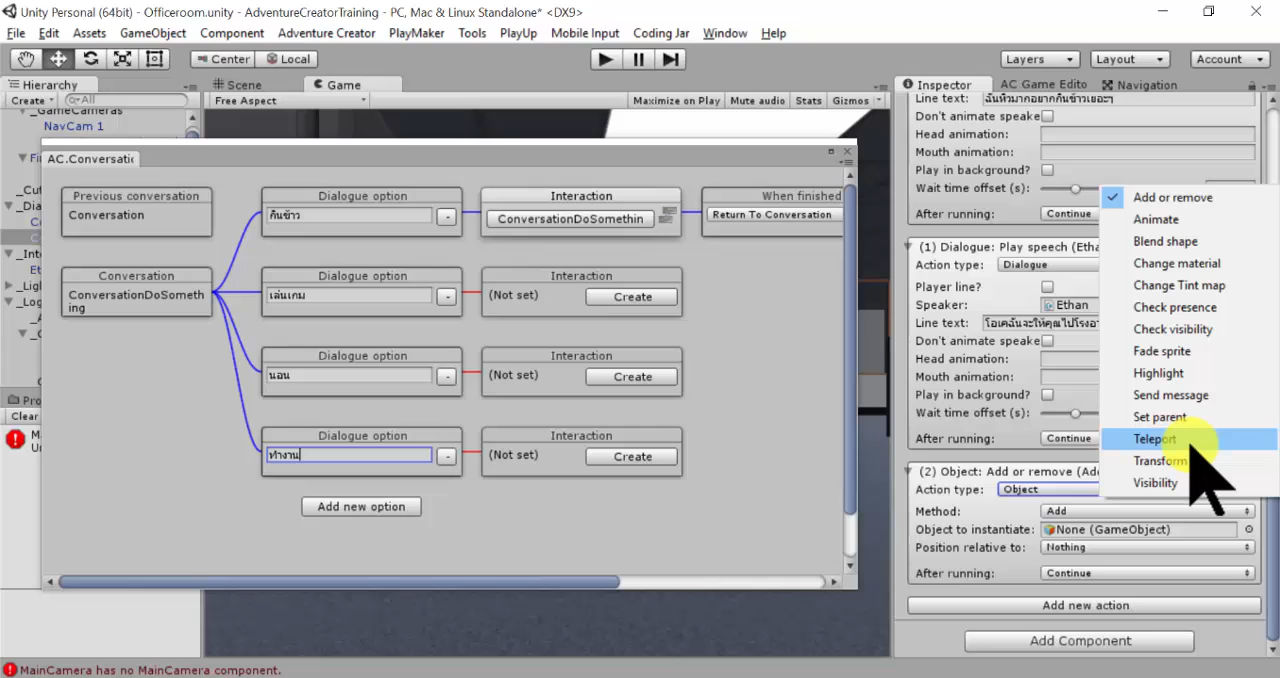 Unity Personal (64bit) - Officeroom.unity - AdventureCreatorTraining - PC, Mac & Linux Standalone* <DX9>
File Edit Assets GameObject Component Adventure Creator PlayMaker Tools PlayUp Mobile Input Coding Jar Window Help
Center Local Layers Layout Account
Hierarchy Scene Game Inspector AC Game Edito Navigation
Create All Free Aspect Maximize on Play Mute audio Stats Gizmos
_GameCameras
NavCam 1
Line text: ฉันหิวมากอยากกินข้าวเยอะๆ
Don't animate speake
Head animation:
Mouth animation:
Play in background?
Wait time offset (s):
After running: Continue
AC.Conversatic
Previous conversation
Conversation
Dialogue option
กินข้าว -
Interaction
ConversationDoSomethin
When finished
Return To Conversation
Conversation
ConversationDoSometh
ing
Dialogue option
เล่นเกม -
Interaction
(Not set) Create
Dialogue option
นอน -
Interaction
(Not set) Create
Dialogue option
ทำงาน -
Interaction
(Not set) Create
Add new option
Add or remove
Animate
Blend shape
Change material
Change Tint map
Check presence
Check visibility
Fade sprite
Highlight
Send message
Set parent
Teleport
Transform
Visibility
(1) Dialogue: Play speech (Etha
Action type: Dialogue
Player line?
Speaker: Ethan
Line text: โอเคฉันจะให้คุณไปโรงอา
Don't animate speake
Head animation:
Mouth animation:
Play in background?
Wait time offset (s):
After running: Continue
(2) Object: Add or remove (Add
Action type: Object
Method: Add
Object to instantiate: None (GameObject)
Position relative to: Nothing
After running: Continue
Add new action
Add Component
Clear
MainCamera has no MainCamera component.